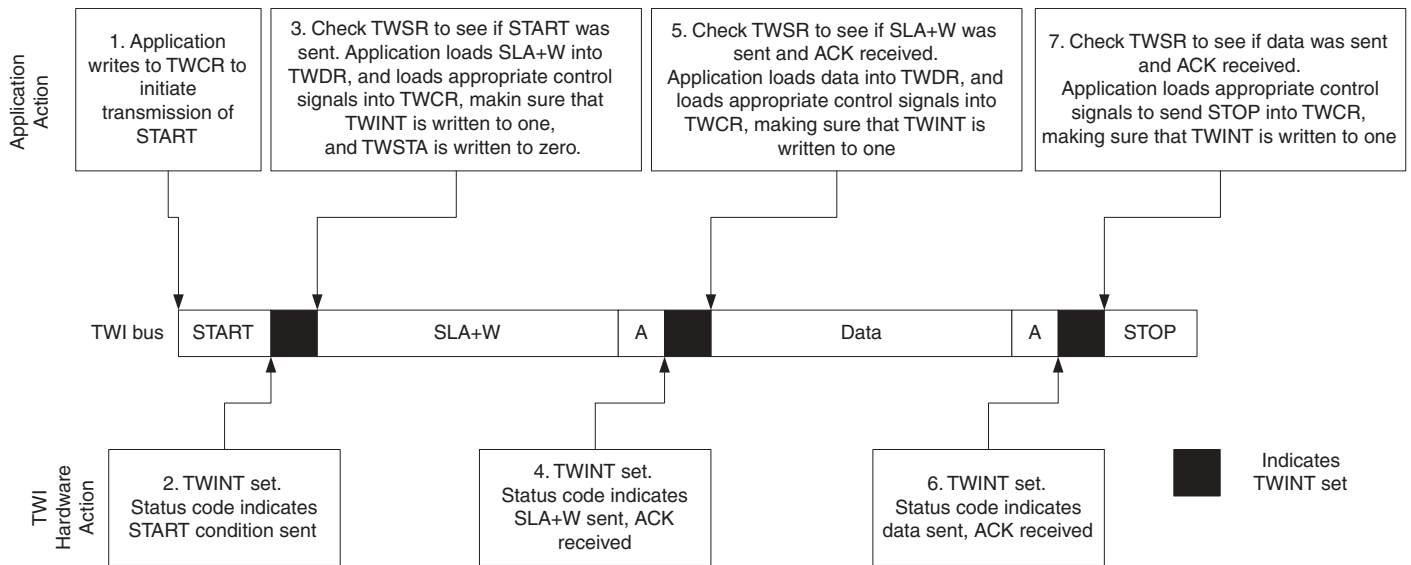 Application
Action
1. Application
writes to TWCR to
initiate
transmission of
START
3. Check TWSR to see if START was
sent. Application loads SLA+W into
TWDR, and loads appropriate control
signals into TWCR, makin sure that
TWINT is written to one,
and TWSTA is written to zero.
5. Check TWSR to see if SLA+W was
sent and ACK received.
Application loads data into TWDR, and
loads appropriate control signals into
TWCR, making sure that TWINT is
written to one
7. Check TWSR to see if data was sent
and ACK received.
Application loads appropriate control
signals to send STOP into TWCR,
making sure that TWINT is written to one
TWI bus
START
SLA+W
A
Data
A
STOP
TWI
Hardware
Action
2. TWINT set.
Status code indicates
START condition sent
4. TWINT set.
Status code indicates
SLA+W sent, ACK
received
6. TWINT set.
Status code indicates
data sent, ACK received
Indicates
TWINT set